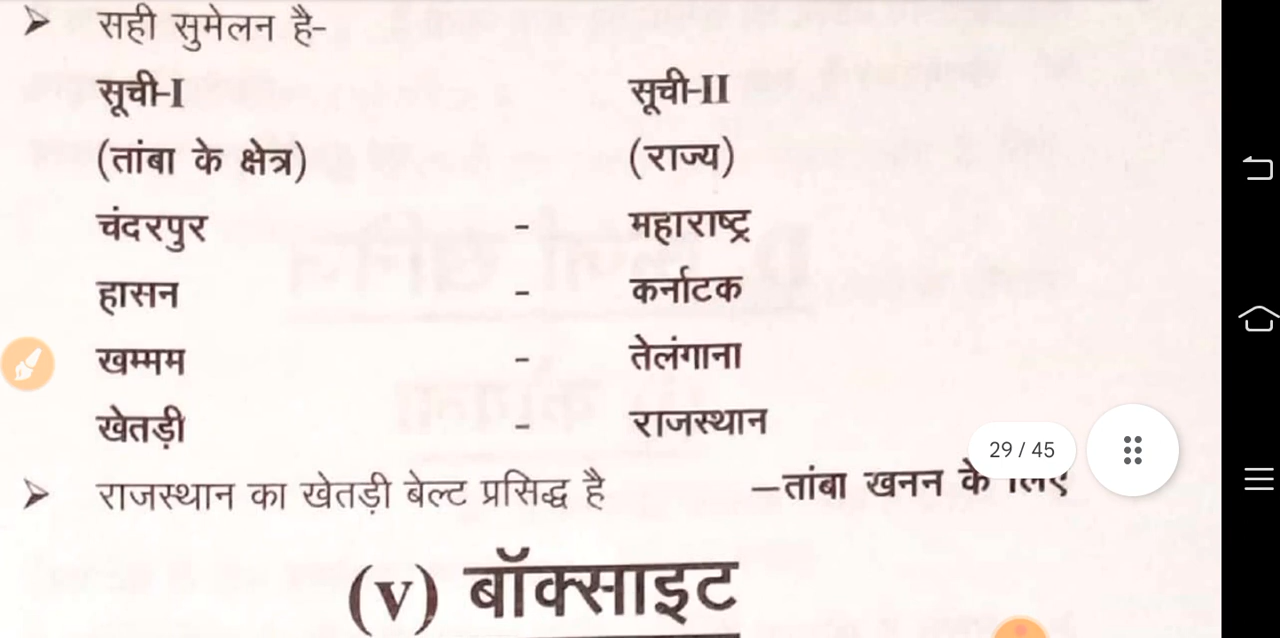 ➤ सही सुमेलन है-
सूची-I सूची-II
(तांबा के क्षेत्र) (राज्य)
चंदरपुर - महाराष्ट्र
हासन - कर्नाटक
खम्मम - तेलंगाना
खेतड़ी - राजस्थान
29 / 45
➤ राजस्थान का खेतड़ी बेल्ट प्रसिद्ध है –तांबा खनन के लिए
(v) बॉक्साइट